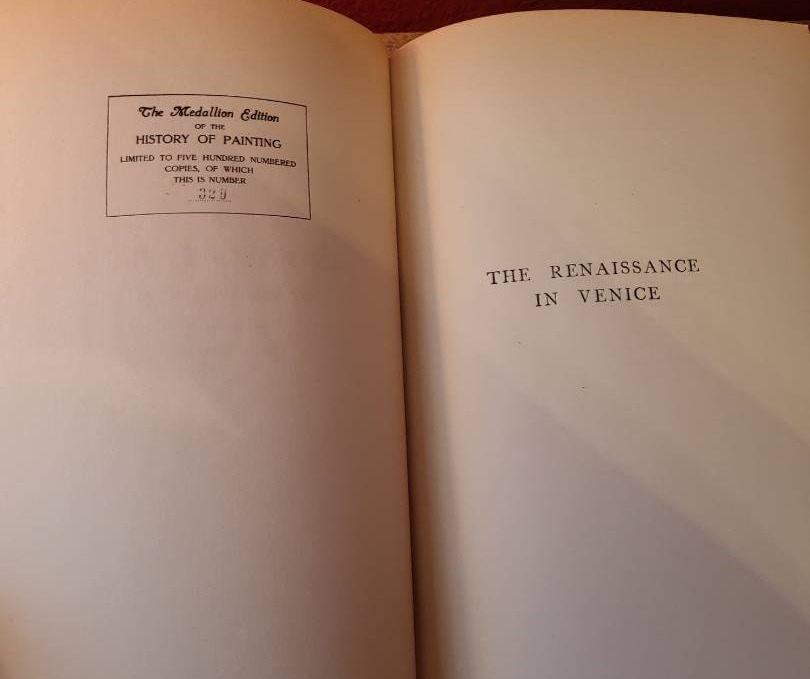 The Medallion Edition
OF THE
HISTORY OF PAINTING
LIMITED TO FIVE HUNDRED NUMBERED
COPIES, OF WHICH
THIS IS NUMBER
329
THE RENAISSANCE
IN VENICE